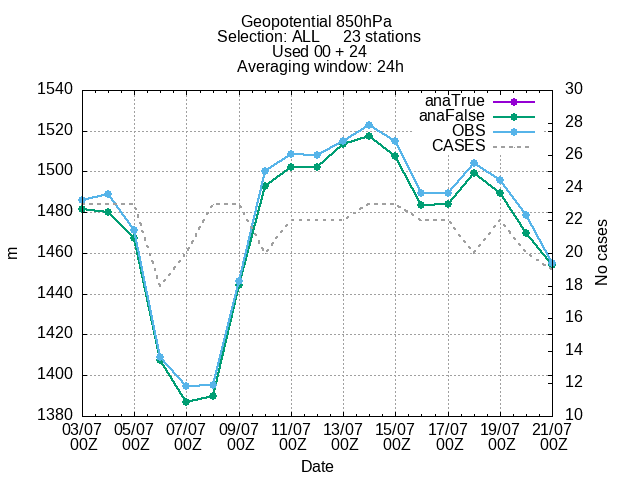 Geopotential 850hPa
Selection: ALL 23 stations
Used 00 + 24
Averaging window: 24h
1540
1520
1500
1480
1460
1440
1420
1400
1380
m
30
28
26
24
22
20
18
16
14
12
10
No cases
anaTrue
anaFalse
OBS
CASES
03/07 05/07 07/07 09/07 11/07 13/07 15/07 17/07 19/07 21/07
00Z 00Z 00Z 00Z 00Z 00Z 00Z 00Z 00Z 00Z
Date